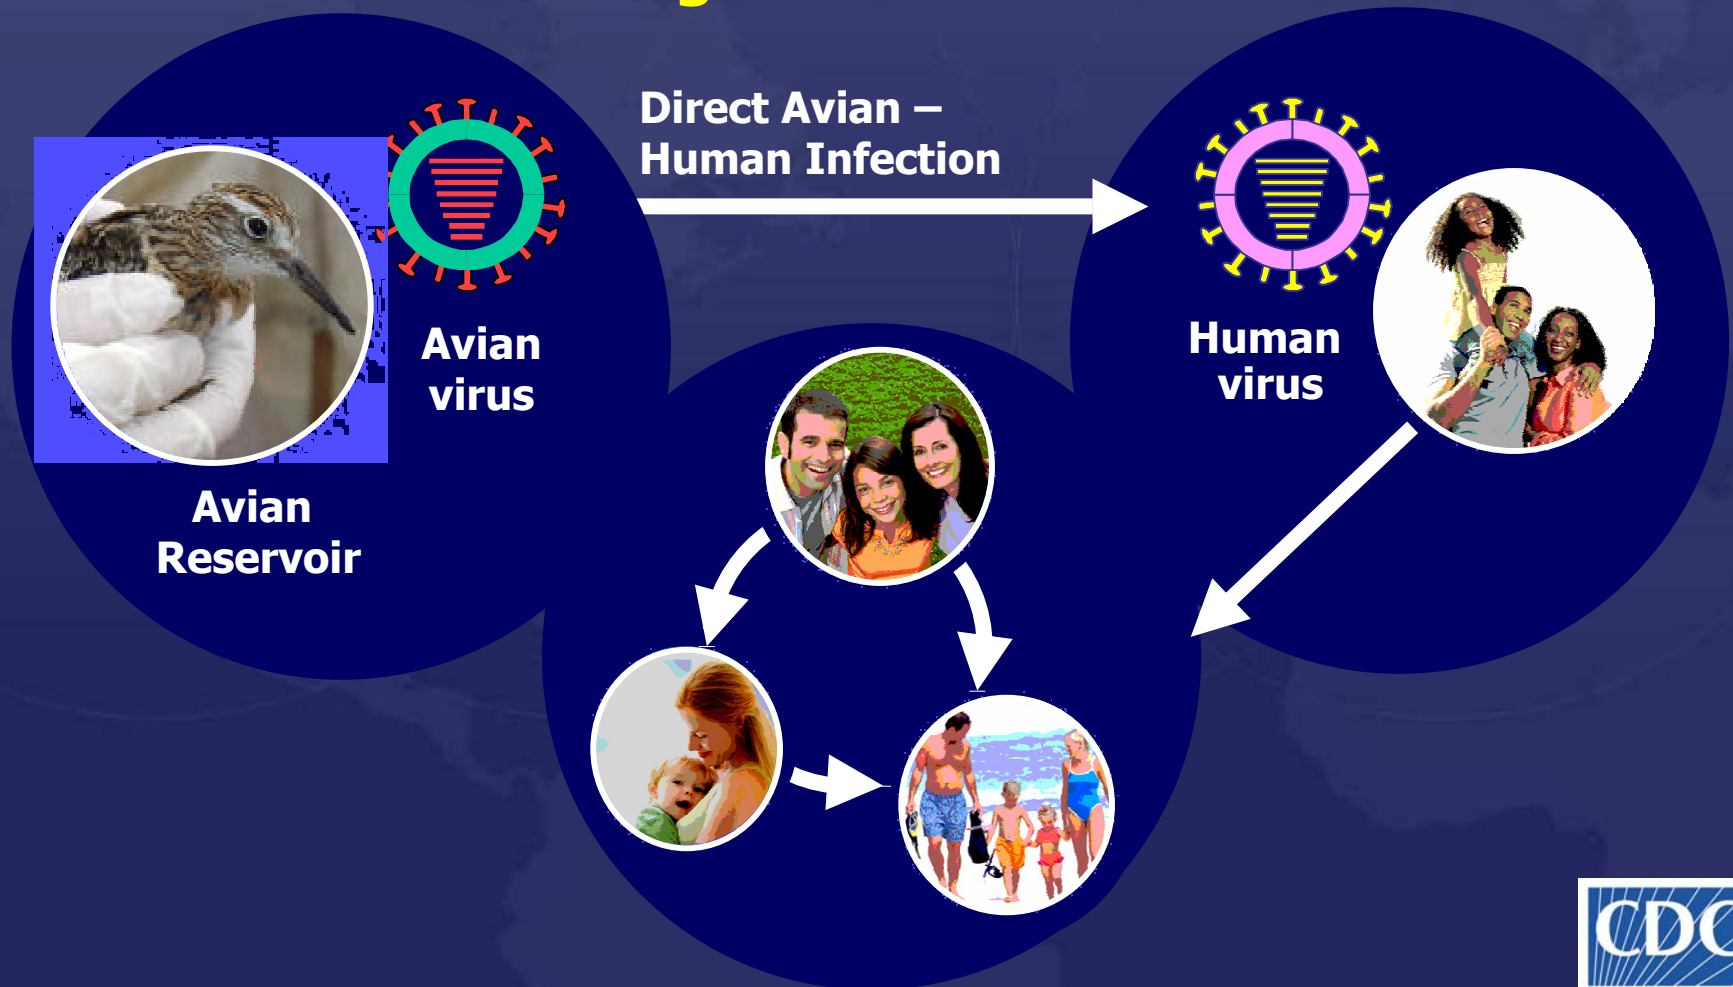 Direct Avian –
Human Infection
Avian
virus
Human
virus
Avian
Reservoir
CDC